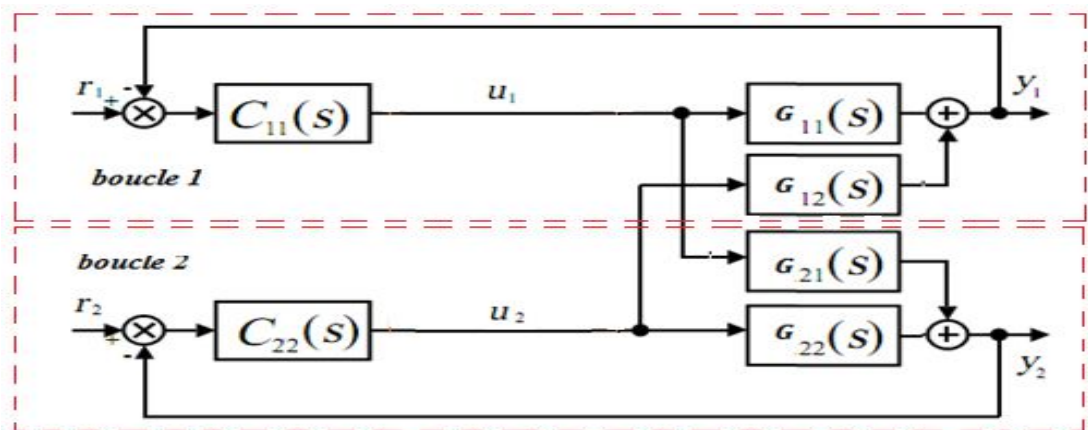 r₁
+
-
C₁₁(s)
u₁
G₁₁(s)
+
y₁
boucle 1
G₁₂(s)
boucle 2
G₂₁(s)
r₂
+
-
C₂₂(s)
u₂
G₂₂(s)
+
y₂